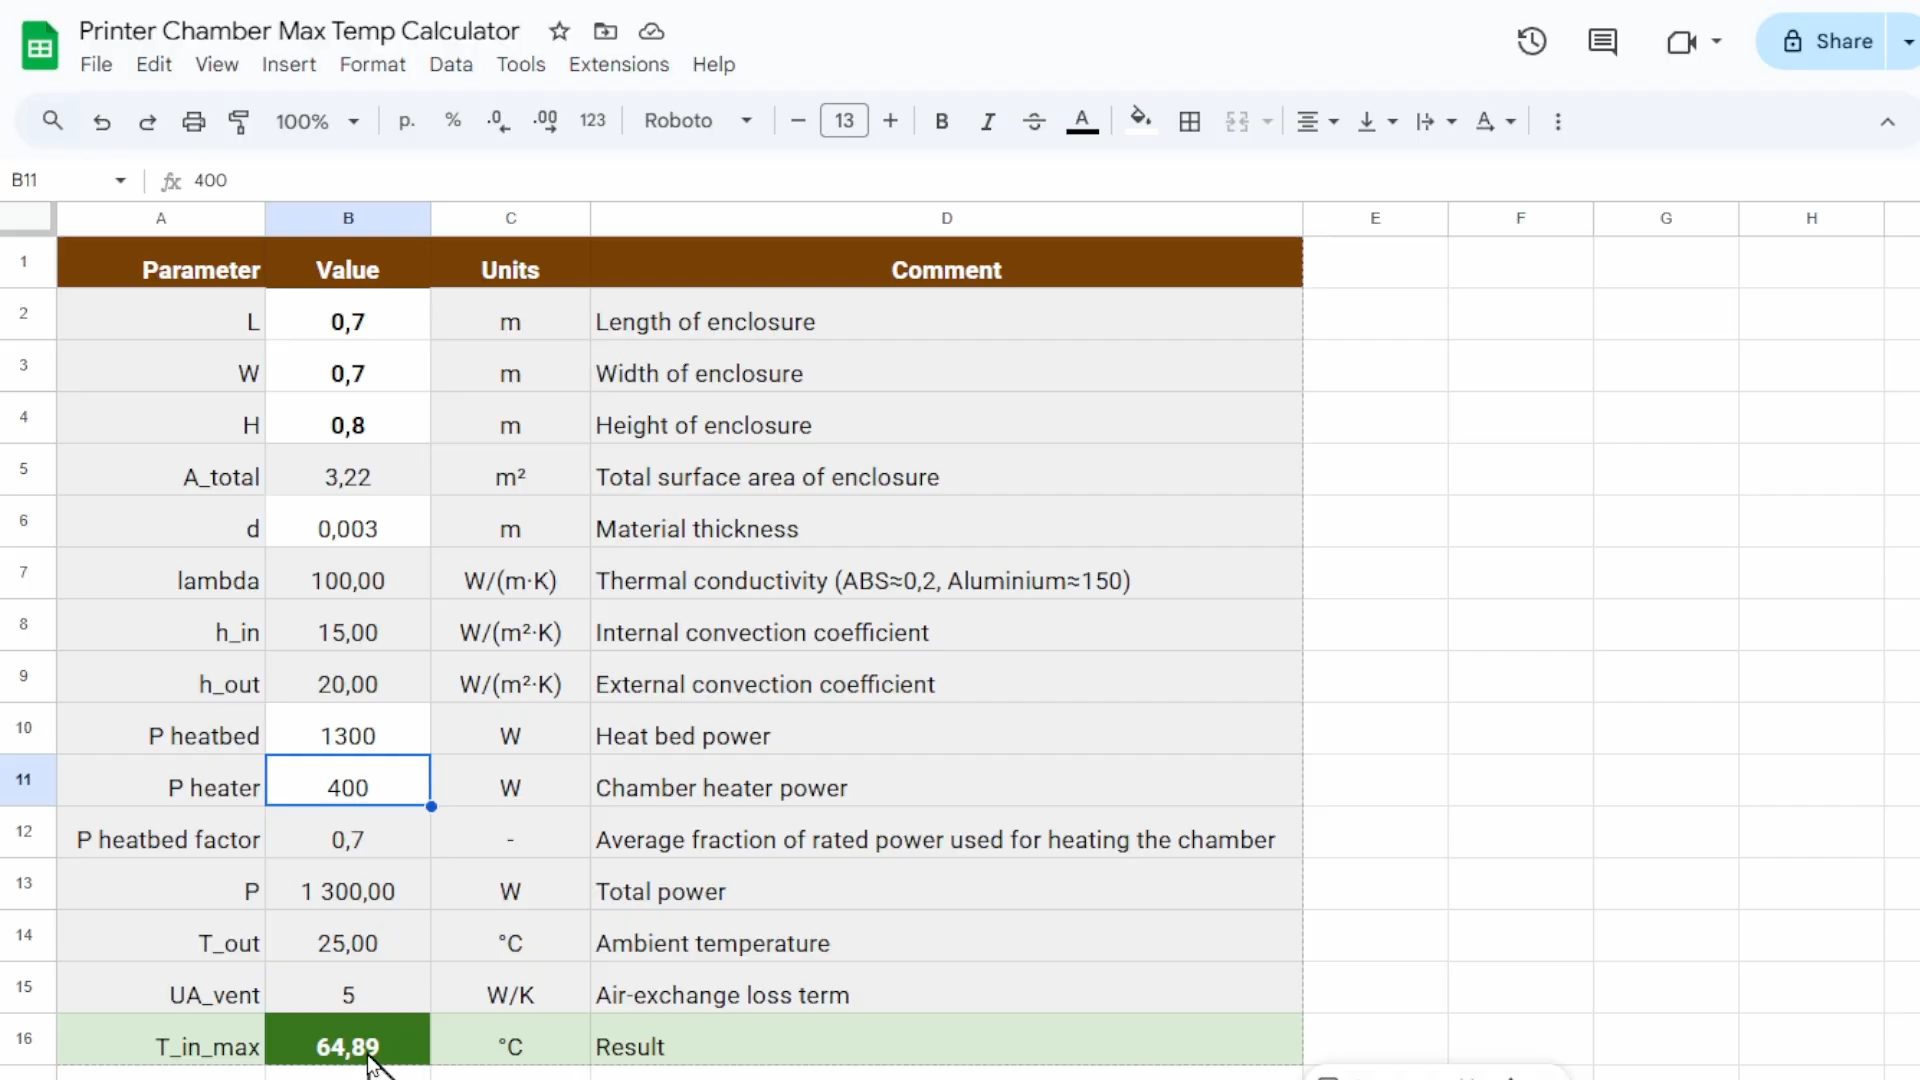 Printer Chamber Max Temp Calculator
File Edit View Insert Format Data Tools Extensions Help
Share
100% p. % .0 .00 123 Roboto 13 B I S A A
B11 fx 400
A B C D E F G H
1 Parameter Value Units Comment
2 L 0,7 m Length of enclosure
3 W 0,7 m Width of enclosure
4 H 0,8 m Height of enclosure
5 A_total 3,22 m² Total surface area of enclosure
6 d 0,003 m Material thickness
7 lambda 100,00 W/(m·K) Thermal conductivity (ABS≈0,2, Aluminium≈150)
8 h_in 15,00 W/(m²·K) Internal convection coefficient
9 h_out 20,00 W/(m²·K) External convection coefficient
10 P heatbed 1300 W Heat bed power
11 P heater 400 W Chamber heater power
12 P heatbed factor 0,7 - Average fraction of rated power used for heating the chamber
13 P 1 300,00 W Total power
14 T_out 25,00 °C Ambient temperature
15 UA_vent 5 W/K Air-exchange loss term
16 T_in_max 64,89 °C Result